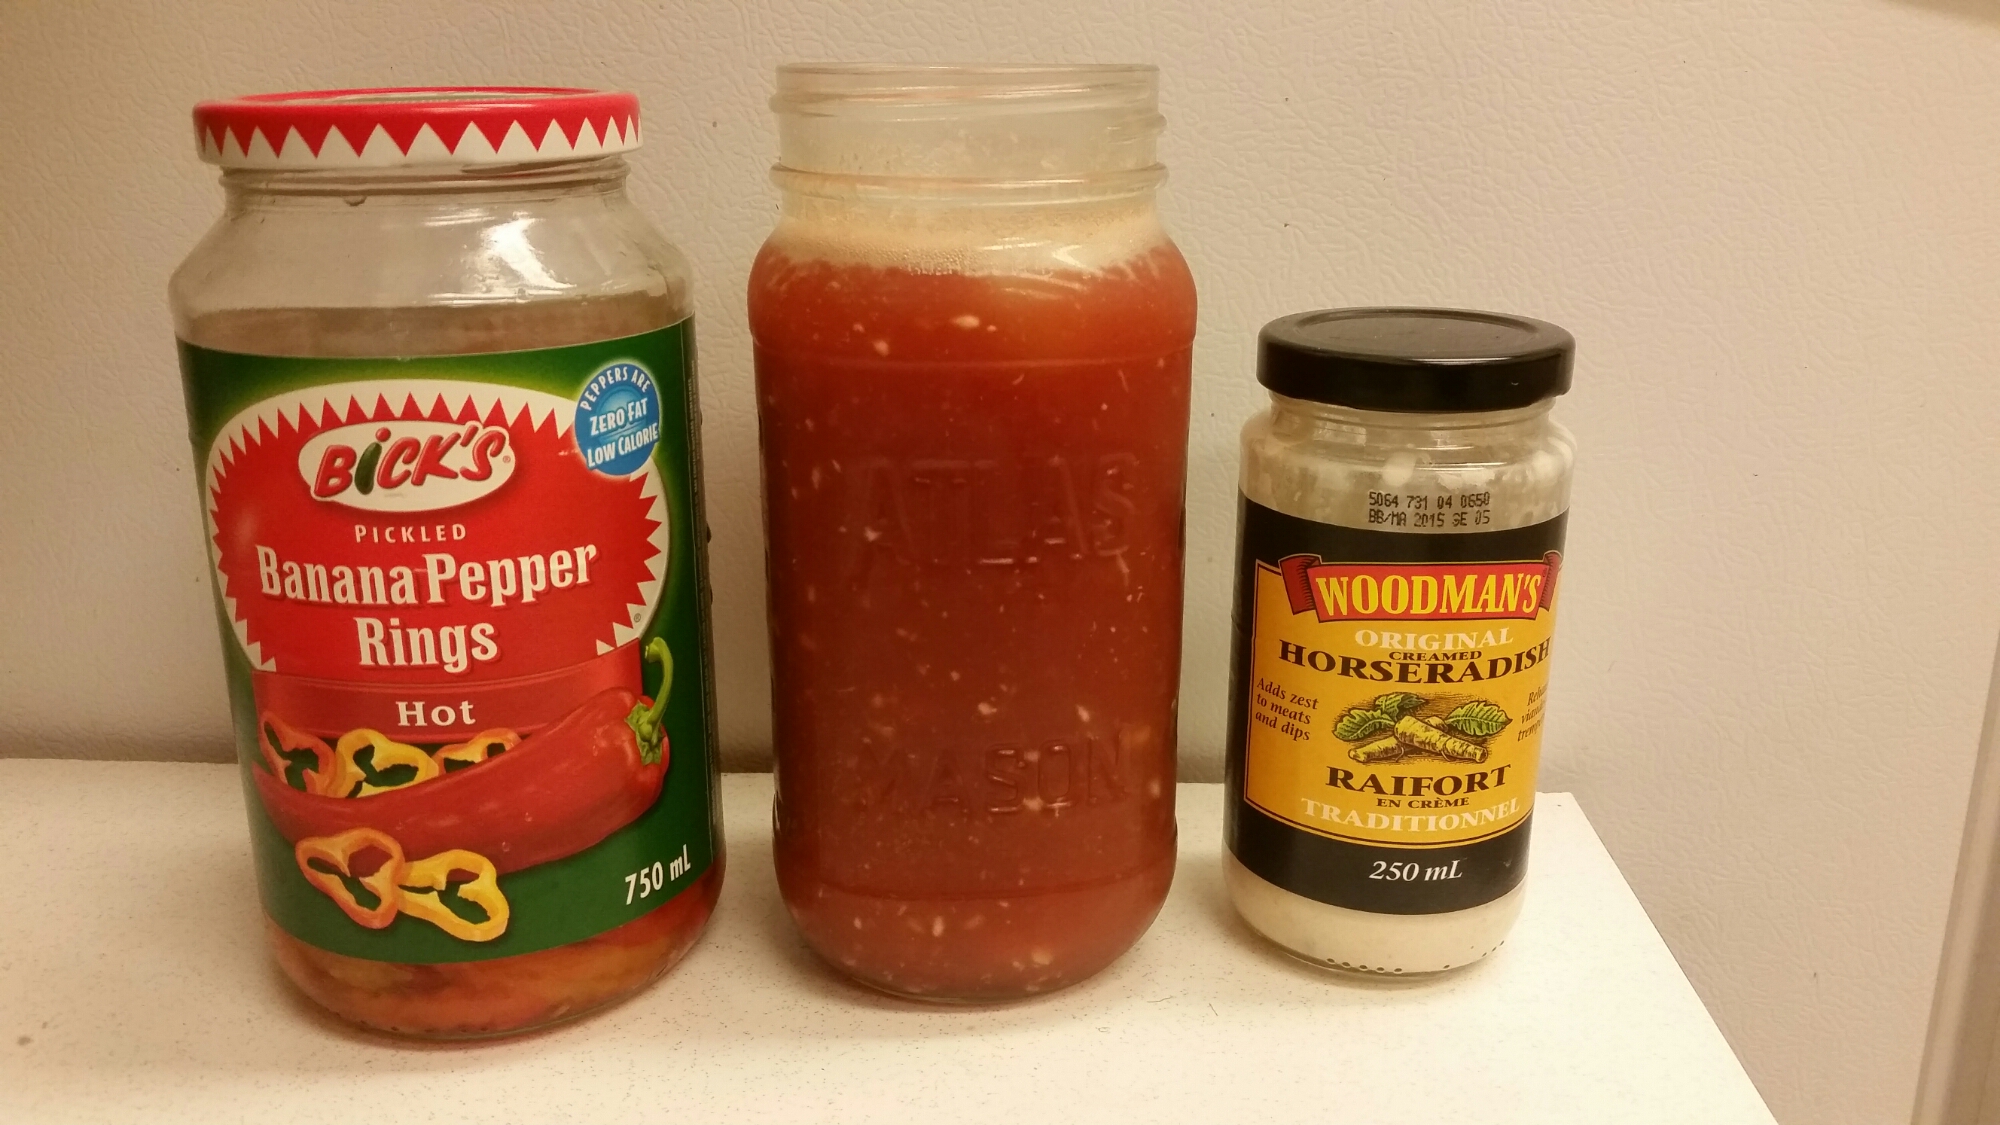 BiCK'S®
PICKLED
Banana Pepper
Rings
®
Hot
PEPPERS ARE
ZERO FAT
LOW CALORIE
750 mL
ATLAS
MASON
5064 731 04 0650
BB/MA 2015 SE 05
WOODMAN'S
ORIGINAL
CREAMED
HORSERADISH
Adds zest
to meats
and dips
RAIFORT
EN CRÈME
TRADITIONNEL
250 mL